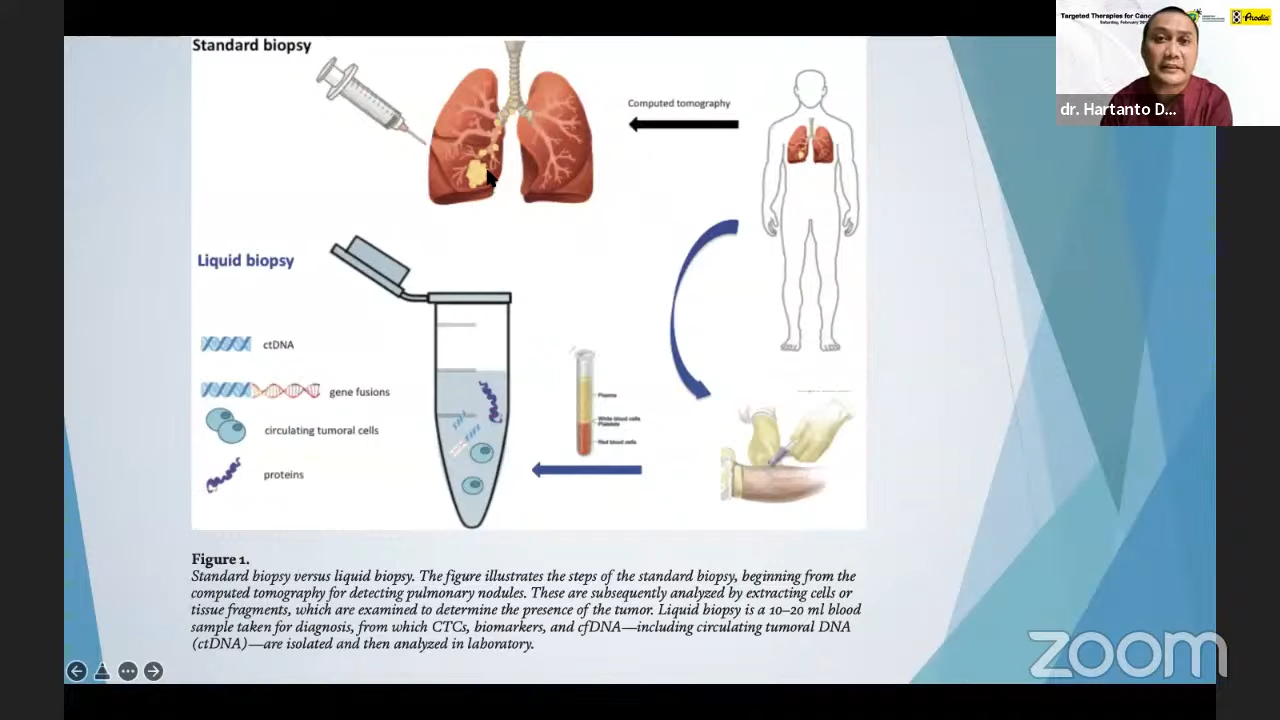 Targeted Therapies for Cance
Prodia
dr. Hartanto D...
Standard biopsy
Computed tomography
Liquid biopsy
ctDNA
gene fusions
circulating tumoral cells
proteins
Plasma
White blood cells
Platelets
Red blood cells
Figure 1.
Standard biopsy versus liquid biopsy. The figure illustrates the steps of the standard biopsy, beginning from the
computed tomography for detecting pulmonary nodules. These are subsequently analyzed by extracting cells or
tissue fragments, which are examined to determine the presence of the tumor. Liquid biopsy is a 10–20 ml blood
sample taken for diagnosis, from which CTCs, biomarkers, and cfDNA—including circulating tumoral DNA
(ctDNA)—are isolated and then analyzed in laboratory.
zoom